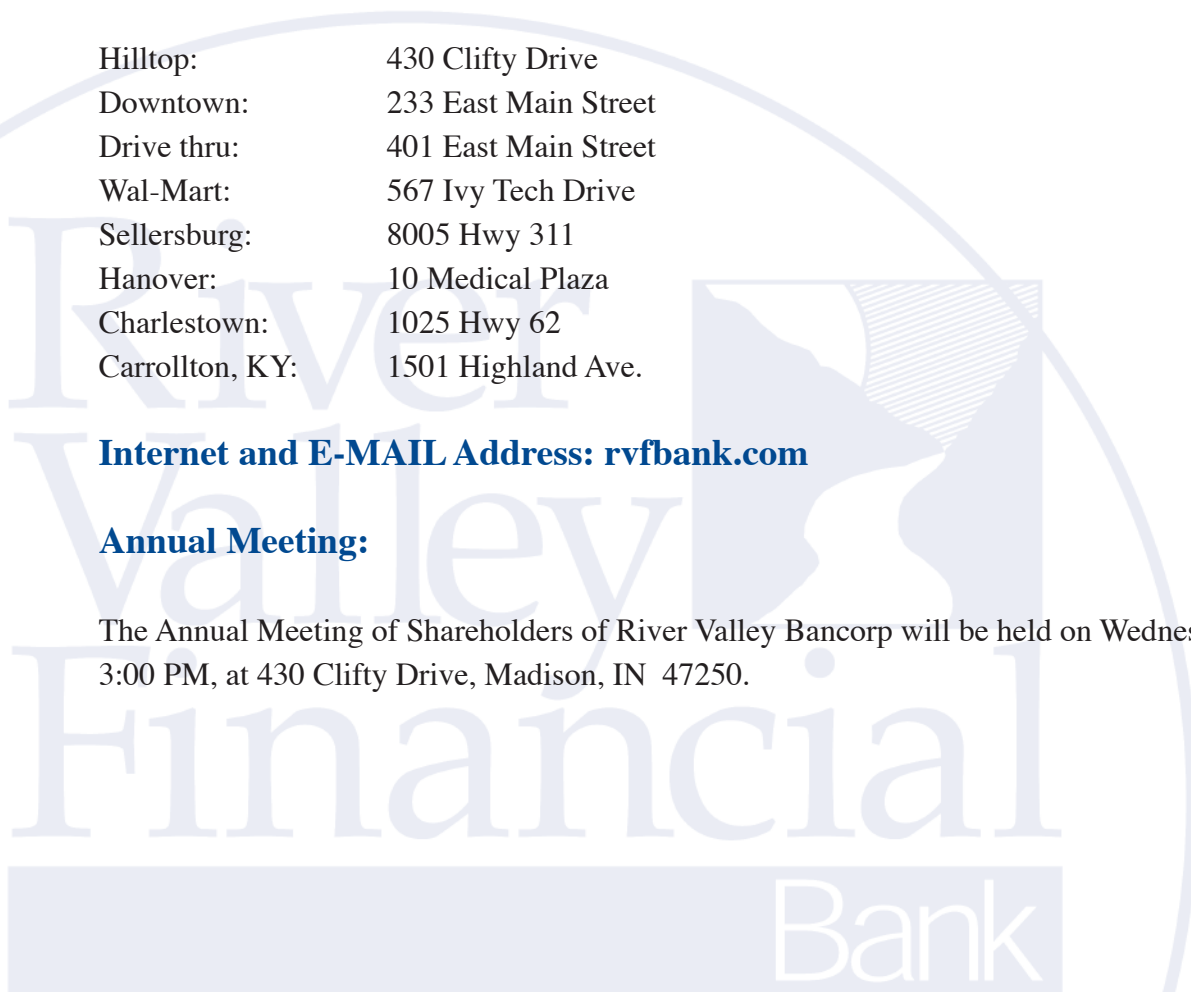 Hilltop: 430 Clifty Drive
Downtown: 233 East Main Street
Drive thru: 401 East Main Street
Wal-Mart: 567 Ivy Tech Drive
Sellersburg: 8005 Hwy 311
Hanover: 10 Medical Plaza
Charlestown: 1025 Hwy 62
Carrollton, KY: 1501 Highland Ave.
Internet and E-MAIL Address: rvfbank.com
Annual Meeting:
The Annual Meeting of Shareholders of River Valley Bancorp will be held on Wednes
3:00 PM, at 430 Clifty Drive, Madison, IN 47250.
River
Valley
Financial
Bank